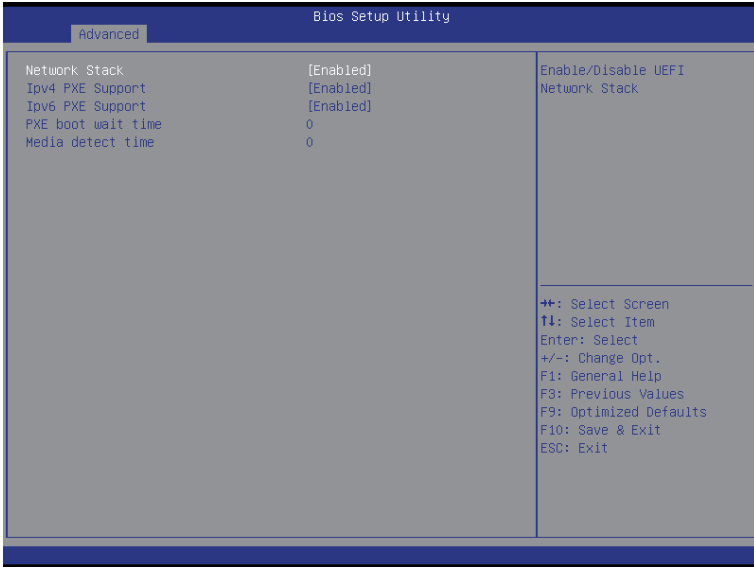 Bios Setup Utility
Advanced
Network Stack [Enabled]
Ipv4 PXE Support [Enabled]
Ipv6 PXE Support [Enabled]
PXE boot wait time 0
Media detect time 0
Enable/Disable UEFI
Network Stack
→←: Select Screen
↑↓: Select Item
Enter: Select
+/-: Change Opt.
F1: General Help
F3: Previous Values
F9: Optimized Defaults
F10: Save & Exit
ESC: Exit